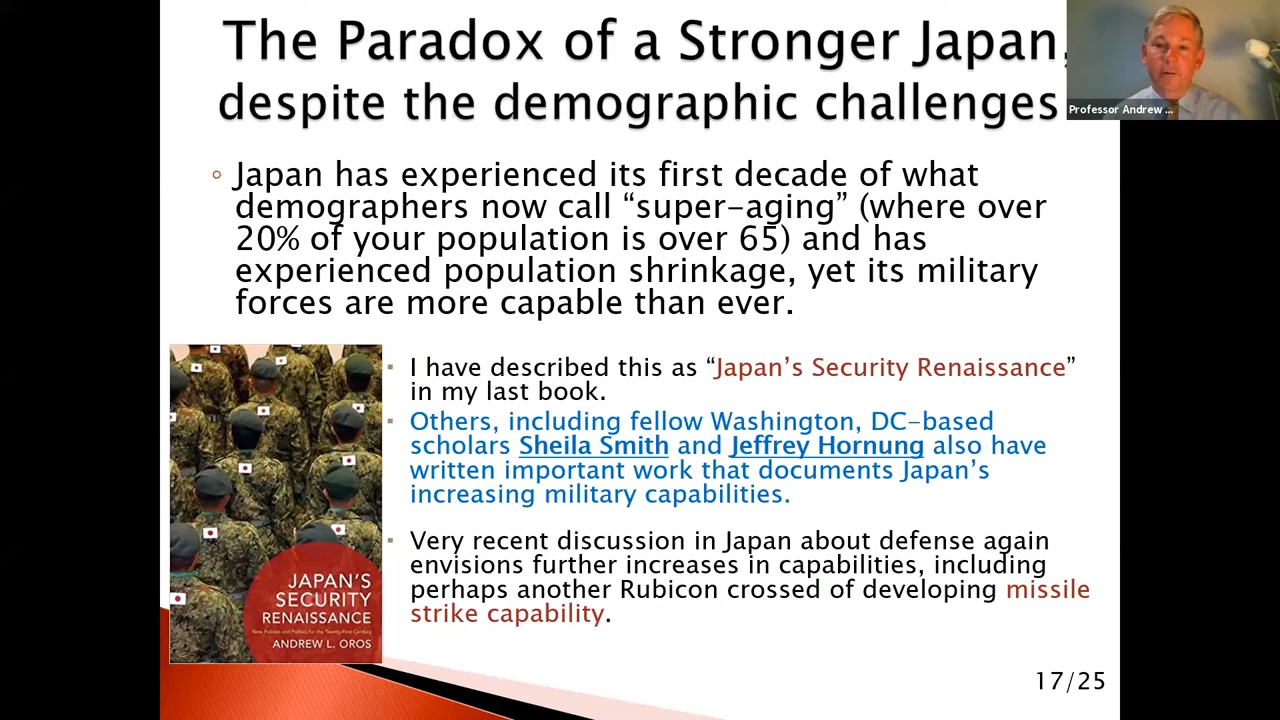 The Paradox of a Stronger Japan,
despite the demographic challenges
Professor Andrew ...
Japan has experienced its first decade of what
demographers now call “super-aging” (where over
20% of your population is over 65) and has
experienced population shrinkage, yet its military
forces are more capable than ever.
I have described this as “Japan’s Security Renaissance”
in my last book.
Others, including fellow Washington, DC-based
scholars Sheila Smith and Jeffrey Hornung also have
written important work that documents Japan’s
increasing military capabilities.
Very recent discussion in Japan about defense again
envisions further increases in capabilities, including
perhaps another Rubicon crossed of developing missile
strike capability.
JAPAN’S
SECURITY
RENAISSANCE
New Policies and Politics for the Twenty-First Century
ANDREW L. OROS
17/25